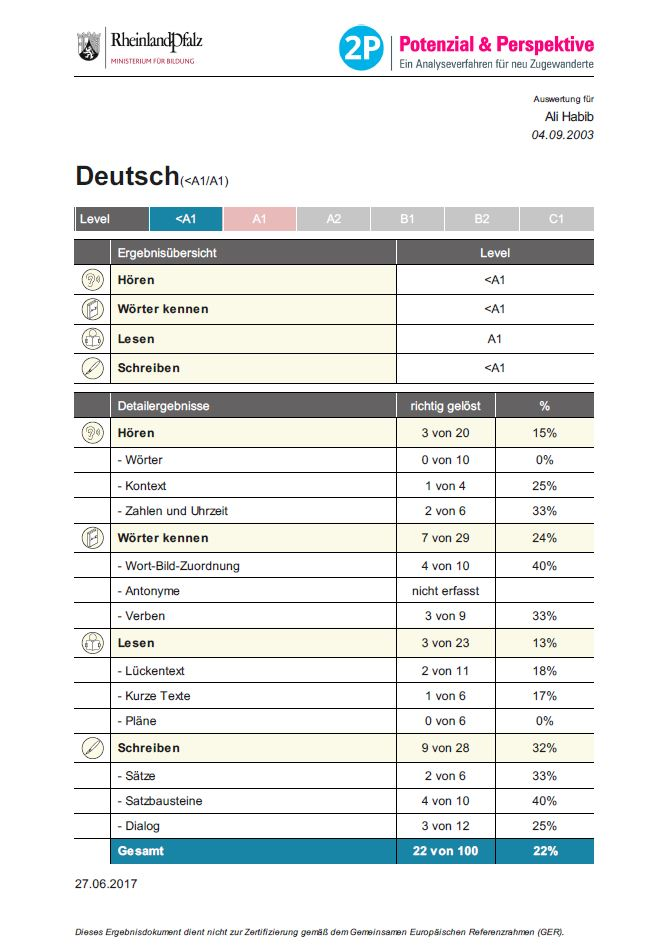 RheinlandPfalz
MINISTERIUM FÜR BILDUNG
2P
Potenzial & Perspektive
Ein Analyseverfahren für neu Zugewanderte
Auswertung für
Ali Habib
04.09.2003
Deutsch(<A1/A1)
Level <A1 A1 A2 B1 B2 C1
Ergebnisübersicht Level
Hören <A1
Wörter kennen <A1
Lesen A1
Schreiben <A1
Detailergebnisse richtig gelöst %
Hören 3 von 20 15%
- Wörter 0 von 10 0%
- Kontext 1 von 4 25%
- Zahlen und Uhrzeit 2 von 6 33%
Wörter kennen 7 von 29 24%
- Wort-Bild-Zuordnung 4 von 10 40%
- Antonyme nicht erfasst
- Verben 3 von 9 33%
Lesen 3 von 23 13%
- Lückentext 2 von 11 18%
- Kurze Texte 1 von 6 17%
- Pläne 0 von 6 0%
Schreiben 9 von 28 32%
- Sätze 2 von 6 33%
- Satzbausteine 4 von 10 40%
- Dialog 3 von 12 25%
Gesamt 22 von 100 22%
27.06.2017
Dieses Ergebnisdokument dient nicht zur Zertifizierung gemäß dem Gemeinsamen Europäischen Referenzrahmen (GER).